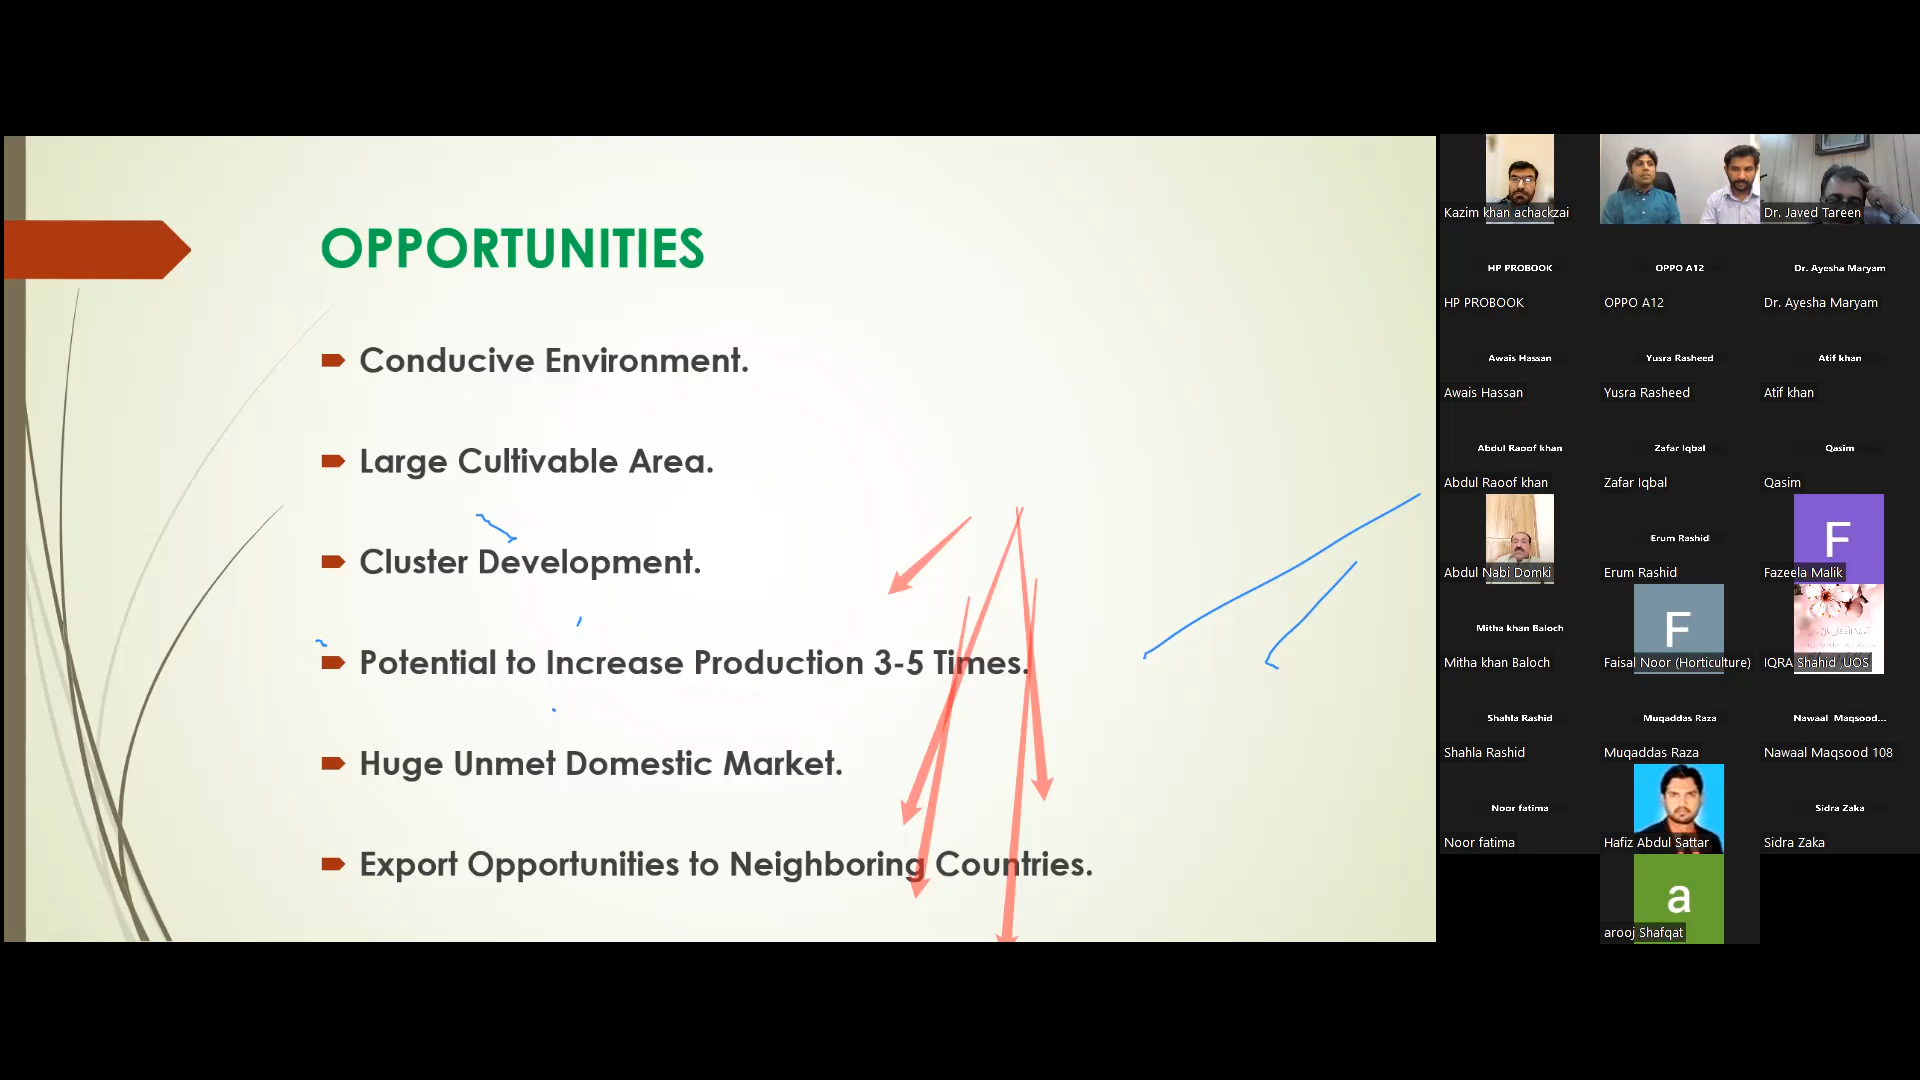 OPPORTUNITIES
Conducive Environment.
Large Cultivable Area.
Cluster Development.
Potential to Increase Production 3-5 Times.
Huge Unmet Domestic Market.
Export Opportunities to Neighboring Countries.
Kazim khan achackzai
Dr. Javed Tareen
HP PROBOOK
OPPO A12
Dr. Ayesha Maryam
HP PROBOOK
OPPO A12
Dr. Ayesha Maryam
Awais Hassan
Yusra Rasheed
Atif khan
Awais Hassan
Yusra Rasheed
Atif khan
Abdul Raoof khan
Zafar Iqbal
Qasim
Abdul Raoof khan
Zafar Iqbal
Qasim
Erum Rashid
F
Abdul Nabi Domki
Erum Rashid
Fazeela Malik
Mitha khan Baloch
F
Mitha khan Baloch
Faisal Noor (Horticulture)
IQRA Shahid ,UOS
Shahla Rashid
Muqaddas Raza
Nawaal Maqsood...
Shahla Rashid
Muqaddas Raza
Nawaal Maqsood 108
Noor fatima
Sidra Zaka
Noor fatima
Hafiz Abdul Sattar
Sidra Zaka
a
arooj Shafqat